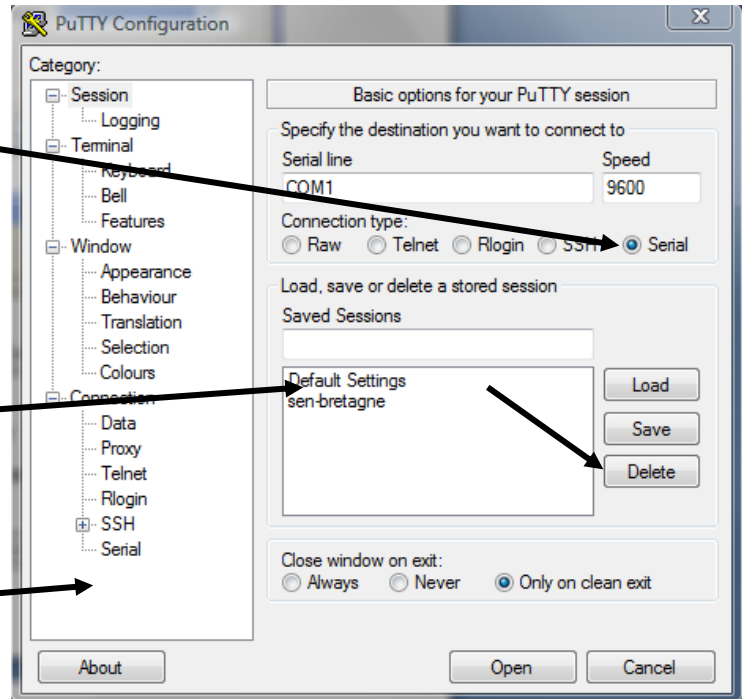 PuTTY Configuration
Category:
Session
Logging
Terminal
Keyboard
Bell
Features
Window
Appearance
Behaviour
Translation
Selection
Colours
Connection
Data
Proxy
Telnet
Rlogin
SSH
Serial
Basic options for your PuTTY session
Specify the destination you want to connect to
Serial line Speed
COM1 9600
Connection type:
Raw Telnet Rlogin SSH Serial
Load, save or delete a stored session
Saved Sessions
Default Settings
sen-bretagne
Load
Save
Delete
Close window on exit:
Always Never Only on clean exit
About Open Cancel